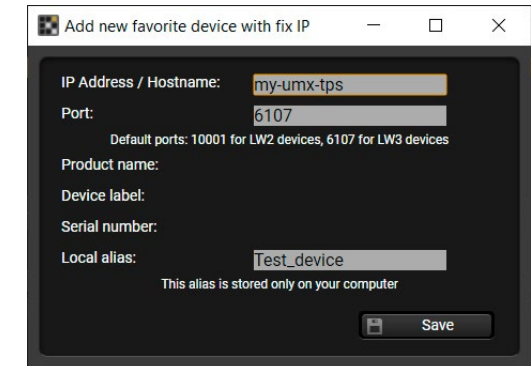 Add new favorite device with fix IP
IP Address / Hostname: my-umx-tps
Port: 6107
Default ports: 10001 for LW2 devices, 6107 for LW3 devices
Product name:
Device label:
Serial number:
Local alias: Test_device
This alias is stored only on your computer
Save